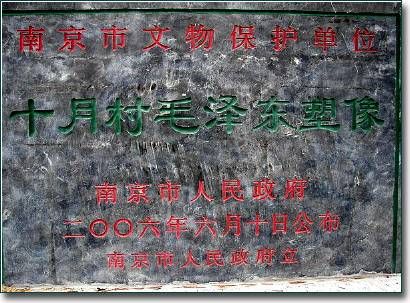 南京市文物保护单位
十月村毛泽东塑像
南京市人民政府
二〇〇六年六月十日公布
南京市人民政府立